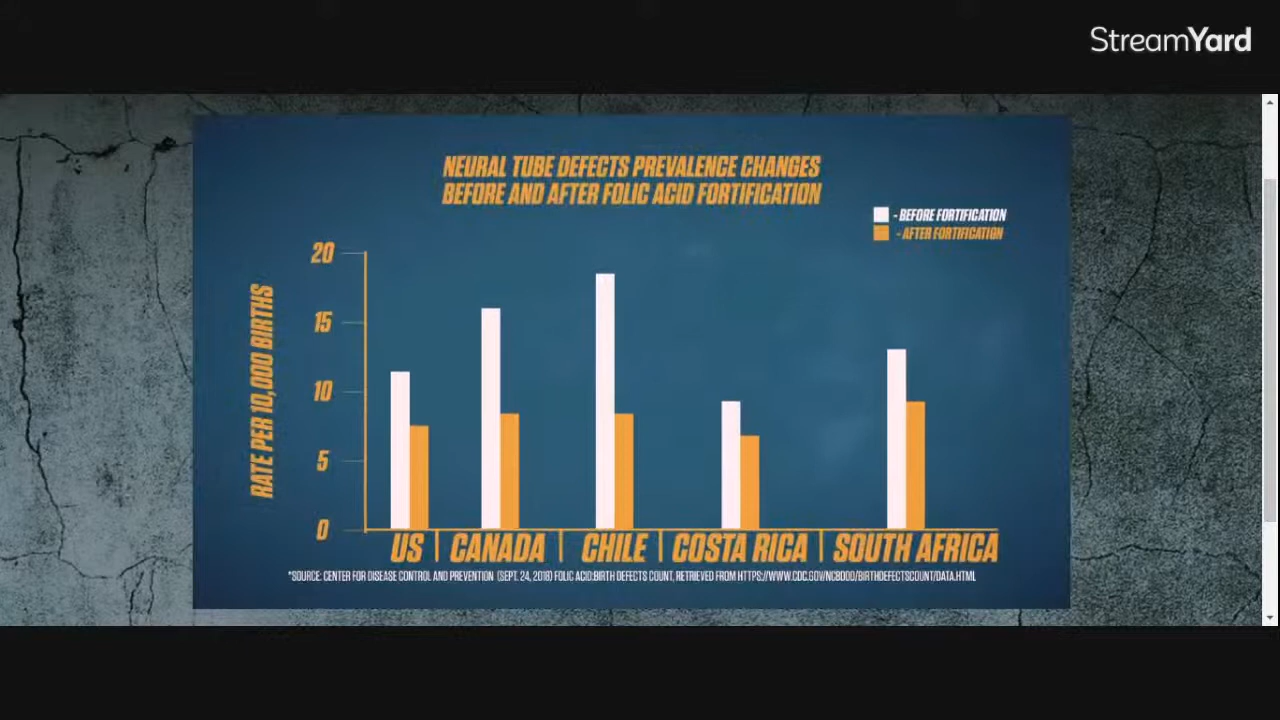 StreamYard
NEURAL TUBE DEFECTS PREVALENCE CHANGES
BEFORE AND AFTER FOLIC ACID FORTIFICATION
- BEFORE FORTIFICATION
- AFTER FORTIFICATION
RATE PER 10,000 BIRTHS
20
15
10
5
0
US | CANADA | CHILE | COSTA RICA | SOUTH AFRICA
*SOURCE: CENTER FOR DISEASE CONTROL AND PREVENTION (SEPT. 24, 2018) FOLIC ACID:BIRTH DEFECTS COUNT, RETRIEVED FROM HTTPS://WWW.CDC.GOV/NCBDDD/BIRTHDEFECTSCOUNT/DATA.HTML